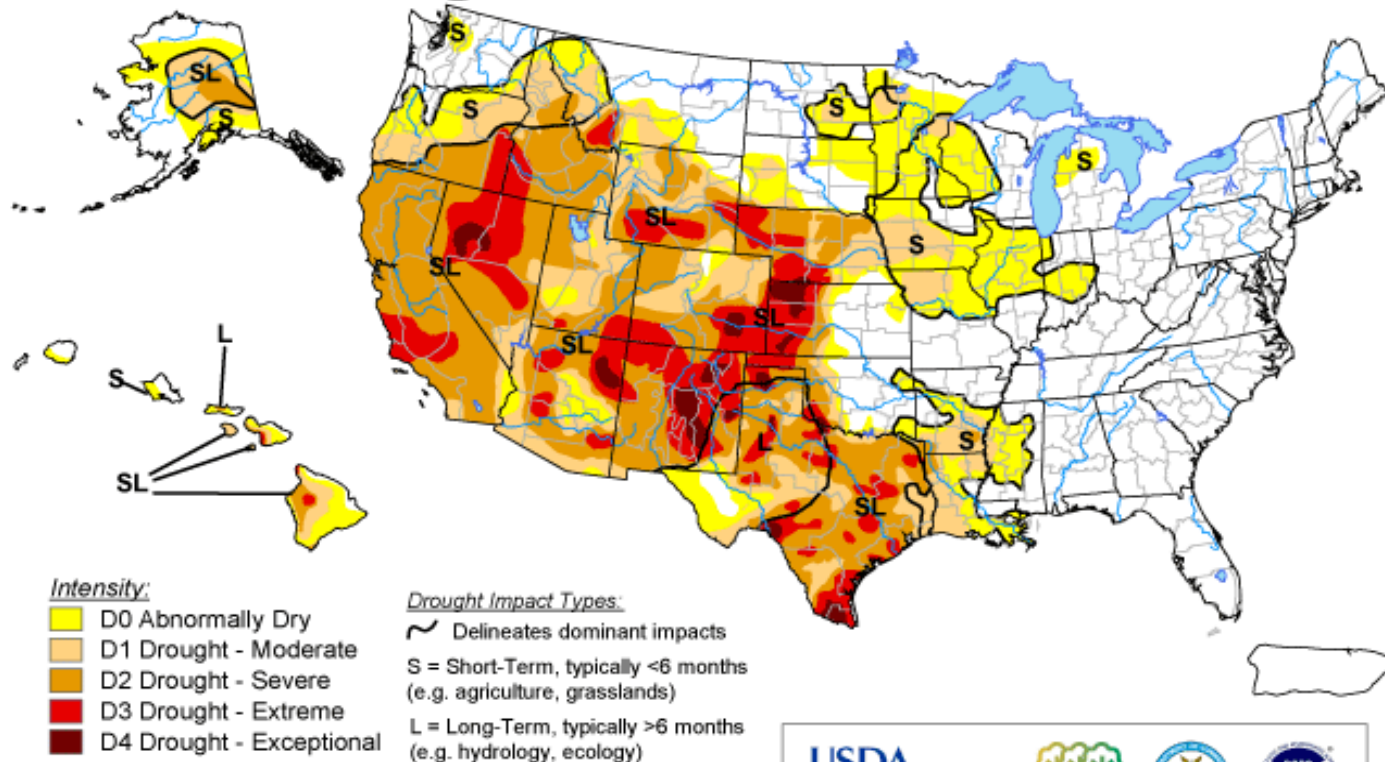 S
SL
S
S
S
S
SL
S
SL
SL
SL
L
S
L
S
SL
SL
Intensity:
D0 Abnormally Dry
D1 Drought - Moderate
D2 Drought - Severe
D3 Drought - Extreme
D4 Drought - Exceptional
Drought Impact Types:
Delineates dominant impacts
S = Short-Term, typically <6 months
(e.g. agriculture, grasslands)
L = Long-Term, typically >6 months
(e.g. hydrology, ecology)
USDA